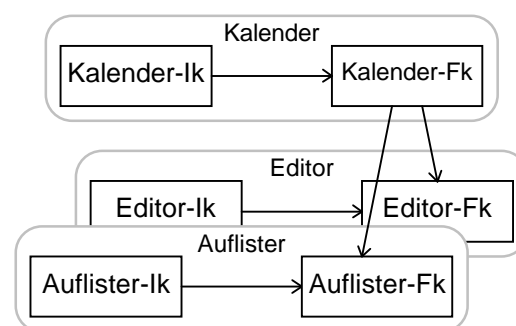 Kalender
Kalender-Ik Kalender-Fk
Editor
Editor-Ik Editor-Fk
Auflister
Auflister-Ik Auflister-Fk